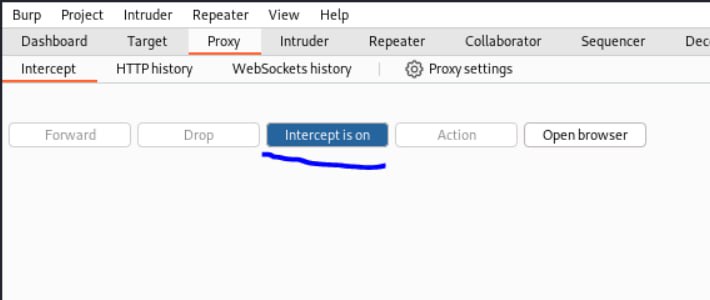 Burp Project Intruder Repeater View Help
Dashboard Target Proxy Intruder Repeater Collaborator Sequencer Dec
Intercept HTTP history WebSockets history Proxy settings
Forward Drop Intercept is on Action Open browser